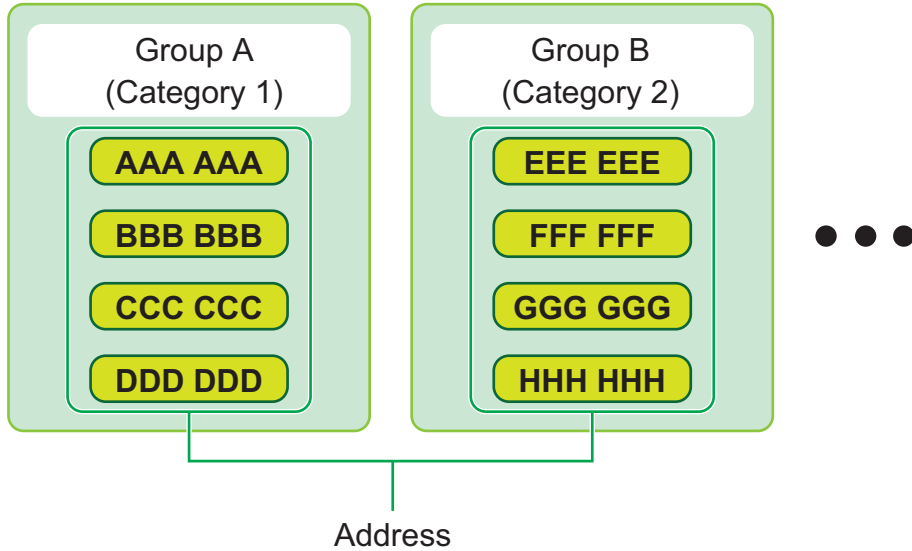 Group A
(Category 1)
AAA AAA
BBB BBB
CCC CCC
DDD DDD
Group B
(Category 2)
EEE EEE
FFF FFF
GGG GGG
HHH HHH
Address